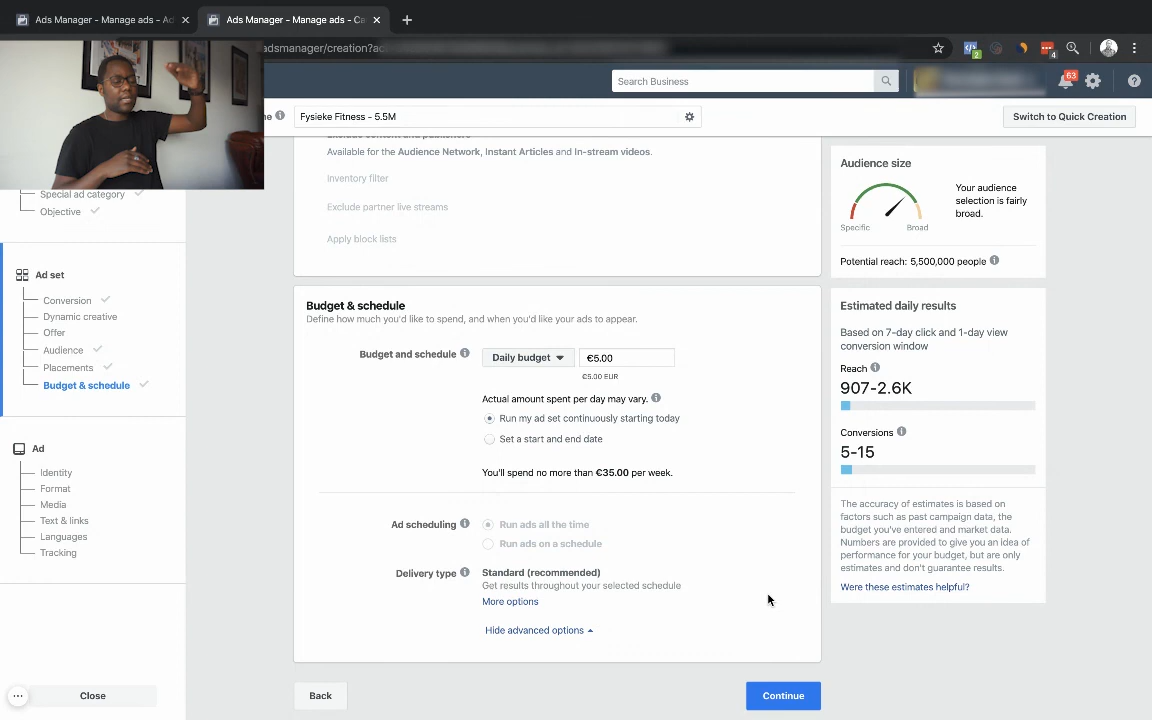 Ads Manager - Manage ads - Ad
Ads Manager - Manage ads - Ca
adsmanager/creation?ac
2
4
Search Business
63
Fysieke Fitness - 5.5M
Switch to Quick Creation
Exclude content and publishers
Available for the Audience Network, Instant Articles and In-stream videos.
Inventory filter
Exclude partner live streams
Apply block lists
Special ad category
Objective
Ad set
Conversion
Dynamic creative
Offer
Audience
Placements
Budget & schedule
Ad
Identity
Format
Media
Text & links
Languages
Tracking
Close
Budget & schedule
Define how much you'd like to spend, and when you'd like your ads to appear.
Budget and schedule
Daily budget
€5.00
€5.00 EUR
Actual amount spent per day may vary.
Run my ad set continuously starting today
Set a start and end date
You'll spend no more than €35.00 per week.
Ad scheduling
Run ads all the time
Run ads on a schedule
Delivery type
Standard (recommended)
Get results throughout your selected schedule
More options
Hide advanced options
Back
Continue
Audience size
Your audience
selection is fairly
broad.
Specific
Broad
Potential reach: 5,500,000 people
Estimated daily results
Based on 7-day click and 1-day view
conversion window
Reach
907-2.6K
Conversions
5-15
The accuracy of estimates is based on
factors such as past campaign data, the
budget you've entered and market data.
Numbers are provided to give you an idea of
performance for your budget, but are only
estimates and don't guarantee results.
Were these estimates helpful?